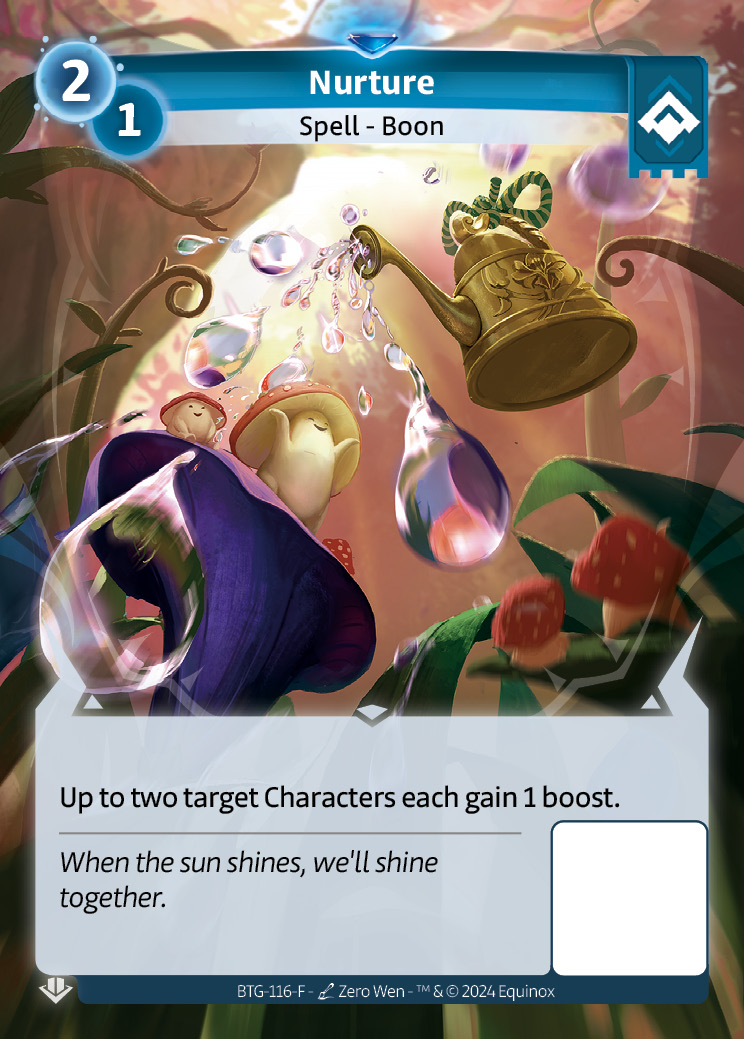 2
Nurture
1
Spell - Boon
Up to two target Characters each gain 1 boost.
When the sun shines, we'll shine
together.
BTG-116-F - Zero Wen - ™ & © 2024 Equinox